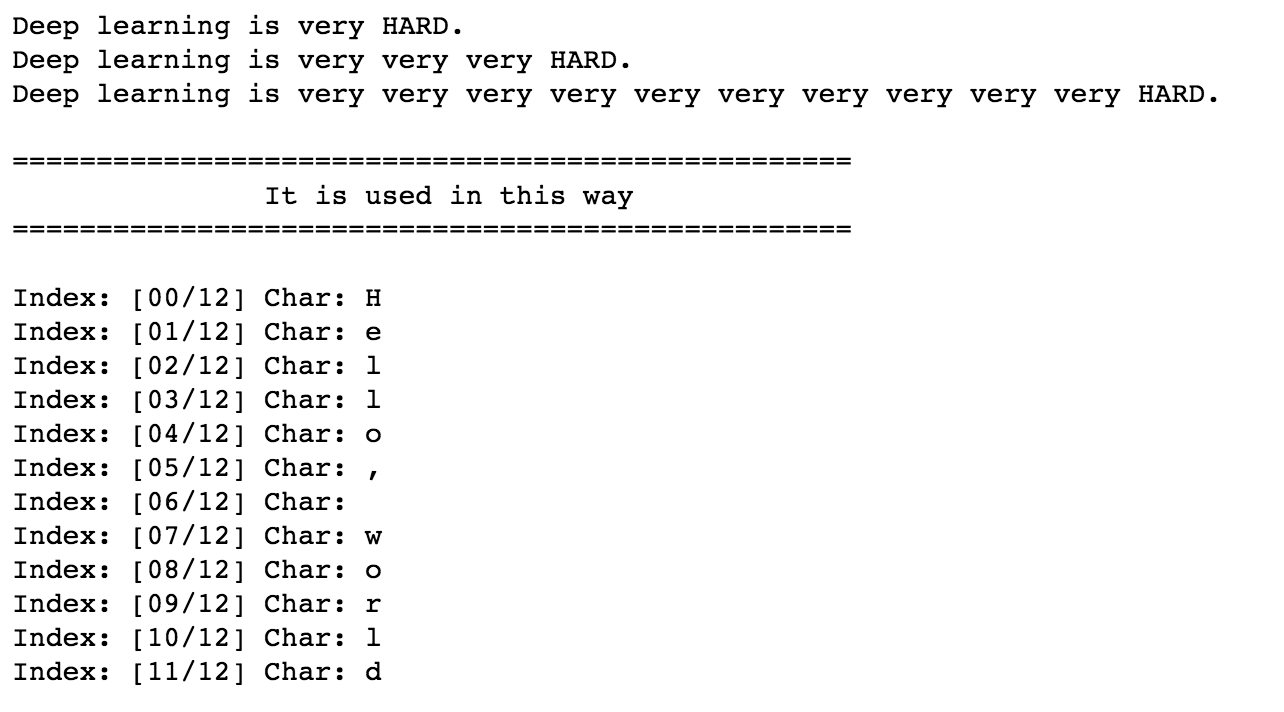 Deep learning is very HARD.
Deep learning is very very very HARD.
Deep learning is very very very very very very very very very very HARD.
==================================================
It is used in this way
==================================================
Index: [00/12] Char: H
Index: [01/12] Char: e
Index: [02/12] Char: l
Index: [03/12] Char: l
Index: [04/12] Char: o
Index: [05/12] Char: ,
Index: [06/12] Char:
Index: [07/12] Char: w
Index: [08/12] Char: o
Index: [09/12] Char: r
Index: [10/12] Char: l
Index: [11/12] Char: d